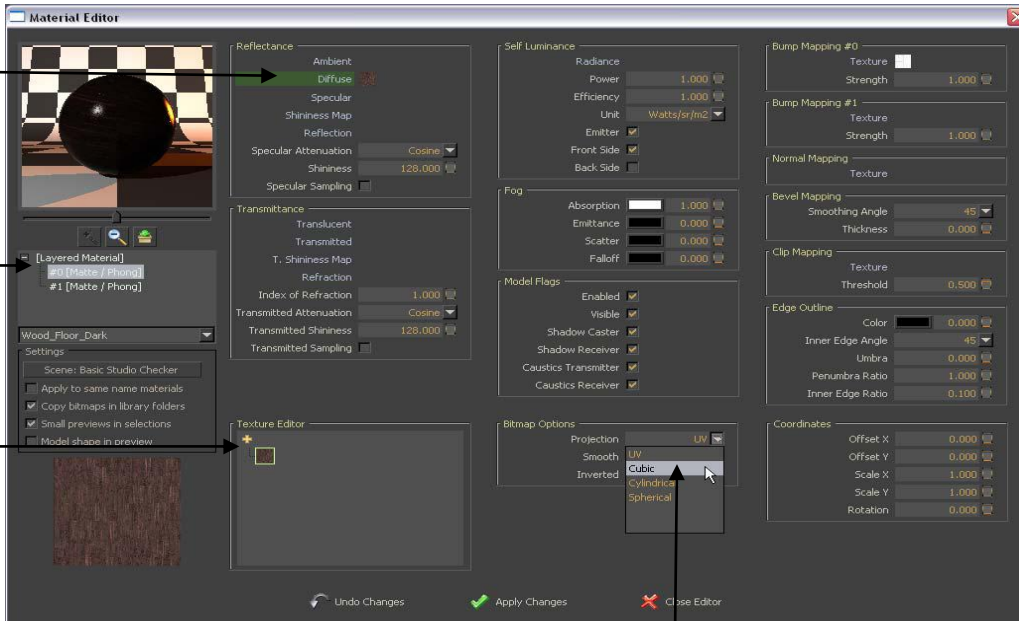 Material Editor
Reflectance
Ambient
Diffuse
Specular
Shininess Map
Reflection
Specular Attenuation Cosine
Shininess 128.000
Specular Sampling
Transmittance
Translucent
Transmitted
T. Shininess Map
Refraction
Index of Refraction 1.000
Transmitted Attenuation Cosine
Transmitted Shininess 128.000
Transmitted Sampling
[Layered Material]
#0 [Matte / Phong]
#1 [Matte / Phong]
Wood_Floor_Dark
Settings
Scene: Basic Studio Checker
Apply to same name materials
Copy bitmaps in library folders
Small previews in selections
Model shape in preview
Texture Editor
Self Luminance
Radiance
Power 1.000
Efficiency 1.000
Unit Watts/sr/m2
Emitter
Front Side
Back Side
Fog
Absorption 1.000
Emittance 0.000
Scatter 0.000
Falloff 0.000
Model Flags
Enabled
Visible
Shadow Caster
Shadow Receiver
Caustics Transmitter
Caustics Receiver
Bitmap Options
Projection UV
Smooth UV
Cubic
Inverted
Cylindrical
Spherical
Bump Mapping #0
Texture
Strength 1.000
Bump Mapping #1
Texture
Strength 1.000
Normal Mapping
Texture
Bevel Mapping
Smoothing Angle 45
Thickness 0.000
Clip Mapping
Texture
Threshold 0.500
Edge Outline
Color 0.000
Inner Edge Angle 45
Umbra 0.000
Penumbra Ratio 1.000
Inner Edge Ratio 0.100
Coordinates
Offset X 0.000
Offset Y 0.000
Scale X 1.000
Scale Y 1.000
Rotation 0.000
Undo Changes
Apply Changes
Close Editor